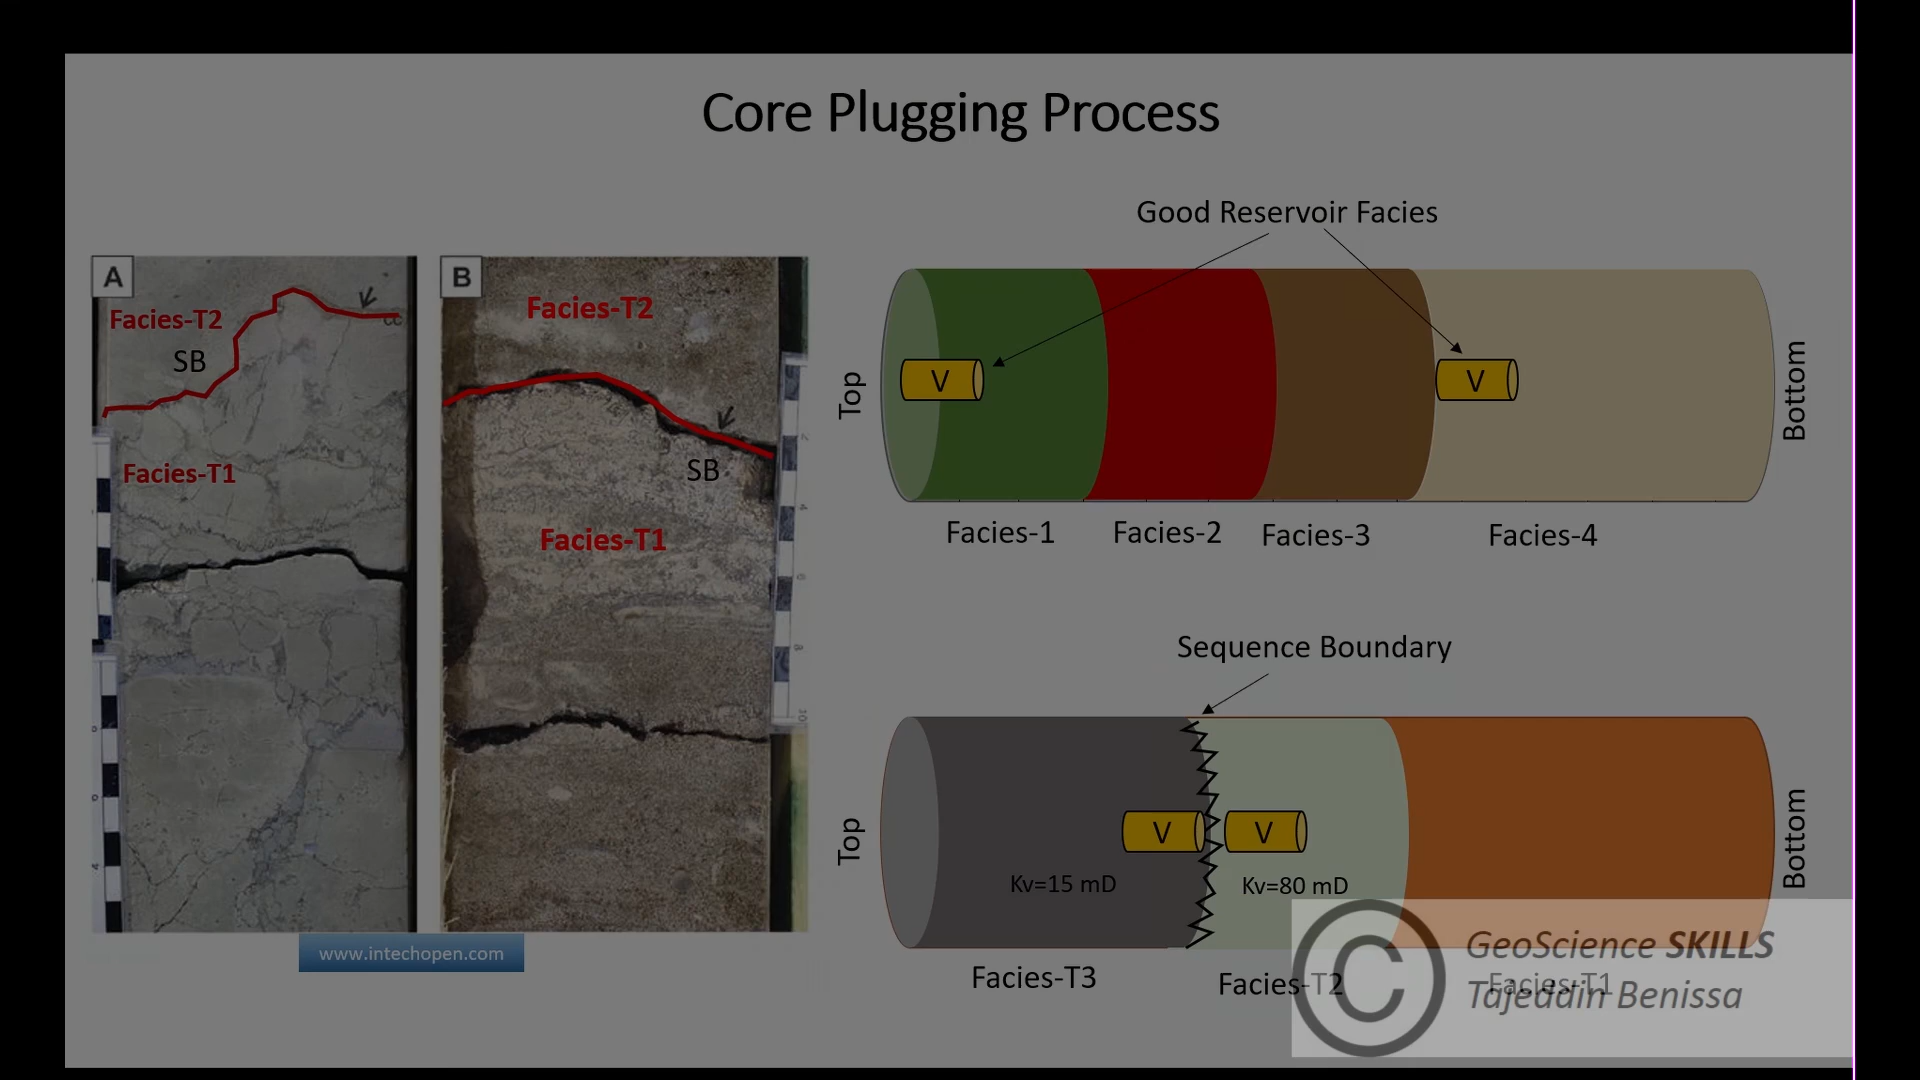 Core Plugging Process
A
Facies-T2
SB
CC
Facies-T1
B
Facies-T2
SB
Facies-T1
www.intechopen.com
Good Reservoir Facies
Top
V
V
Bottom
Facies-1
Facies-2
Facies-3
Facies-4
Sequence Boundary
Top
V
V
Kv=15 mD
Kv=80 mD
Bottom
Facies-T3
Facies-T2
Facies-T1
©
GeoScience SKILLS
Tajeddin Benissa